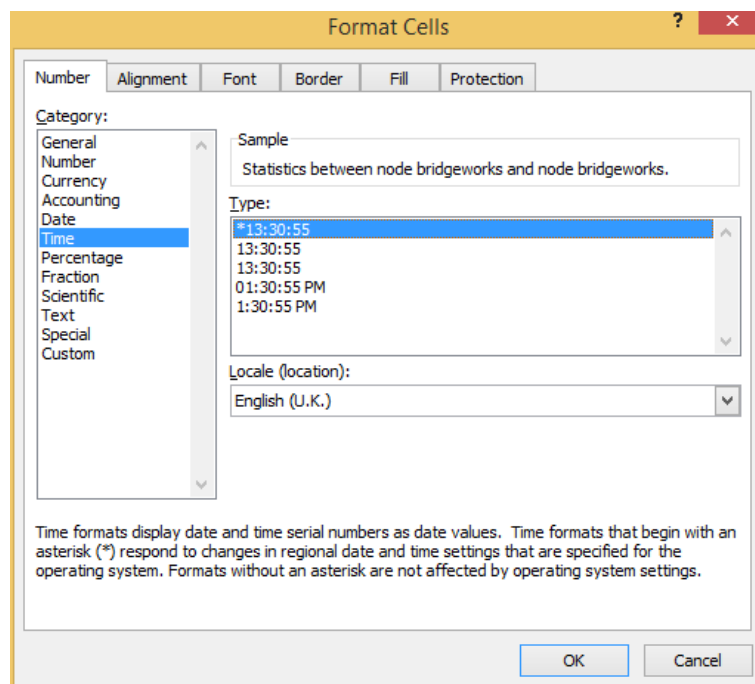 Format Cells
?
×
Number Alignment Font Border Fill Protection
Category:
General
Number
Currency
Accounting
Date
Time
Percentage
Fraction
Scientific
Text
Special
Custom
Sample
Statistics between node bridgeworks and node bridgeworks.
Type:
*13:30:55
13:30:55
13:30:55
01:30:55 PM
1:30:55 PM
Locale (location):
English (U.K.)
Time formats display date and time serial numbers as date values. Time formats that begin with an
asterisk (*) respond to changes in regional date and time settings that are specified for the
operating system. Formats without an asterisk are not affected by operating system settings.
OK Cancel